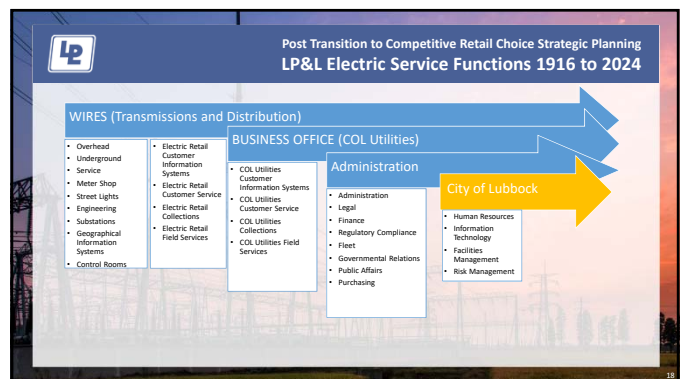 LP&L
Post Transition to Competitive Retail Choice Strategic Planning
LP&L Electric Service Functions 1916 to 2024
WIRES (Transmissions and Distribution)
• Overhead
• Underground
• Service
• Meter Shop
• Street Lights
• Engineering
• Substations
• Geographical
Information
Systems
• Control Rooms
• Electric Retail
Customer
Information
Systems
• Electric Retail
Customer Service
• Electric Retail
Collections
• Electric Retail
Field Services
BUSINESS OFFICE (COL Utilities)
• COL Utilities
Customer
Information Systems
• COL Utilities
Customer Service
• COL Utilities
Collections
• COL Utilities Field
Services
Administration
• Administration
• Legal
• Finance
• Regulatory Compliance
• Fleet
• Governmental Relations
• Public Affairs
• Purchasing
City of Lubbock
• Human Resources
• Information
Technology
• Facilities
Management
• Risk Management
18